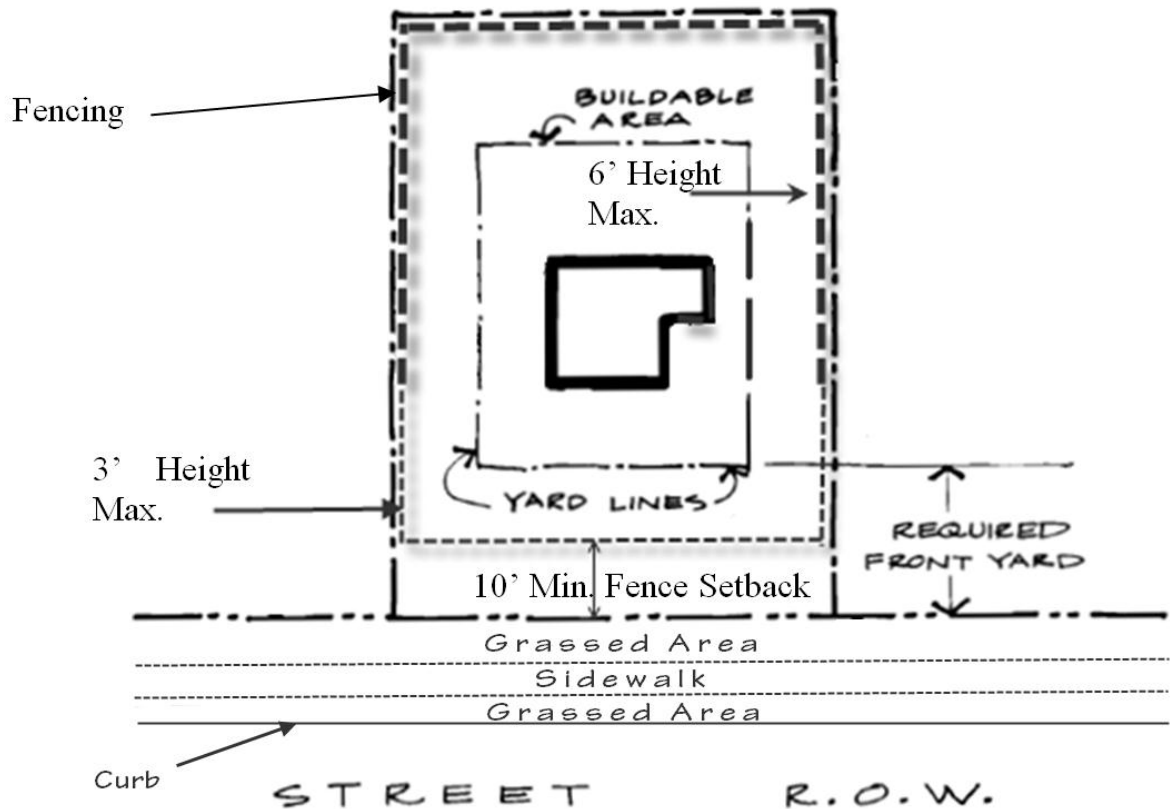 BUILDABLE
AREA
Fencing
6’ Height
Max.
3’ Height
Max.
YARD LINES
REQUIRED
FRONT YARD
10’ Min. Fence Setback
Grassed Area
Sidewalk
Grassed Area
Curb
STREET R.O.W.